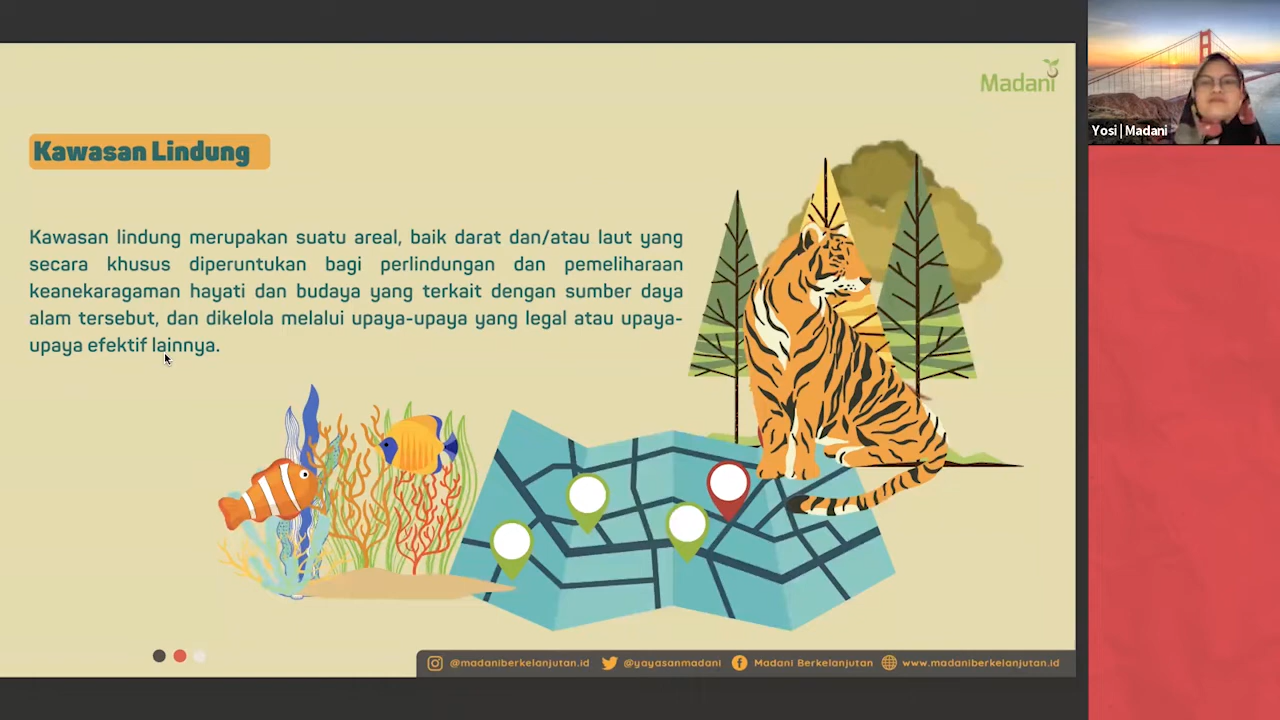 Madani
Yosi | Madani
Kawasan Lindung
Kawasan lindung merupakan suatu areal, baik darat dan/atau laut yang
secara khusus diperuntukan bagi perlindungan dan pemeliharaan
keanekaragaman hayati dan budaya yang terkait dengan sumber daya
alam tersebut, dan dikelola melalui upaya-upaya yang legal atau upaya-
upaya efektif lainnya.
@madaniberkelanjutan.id @yayasanmadani Madani Berkelanjutan www.madaniberkelanjutan.id